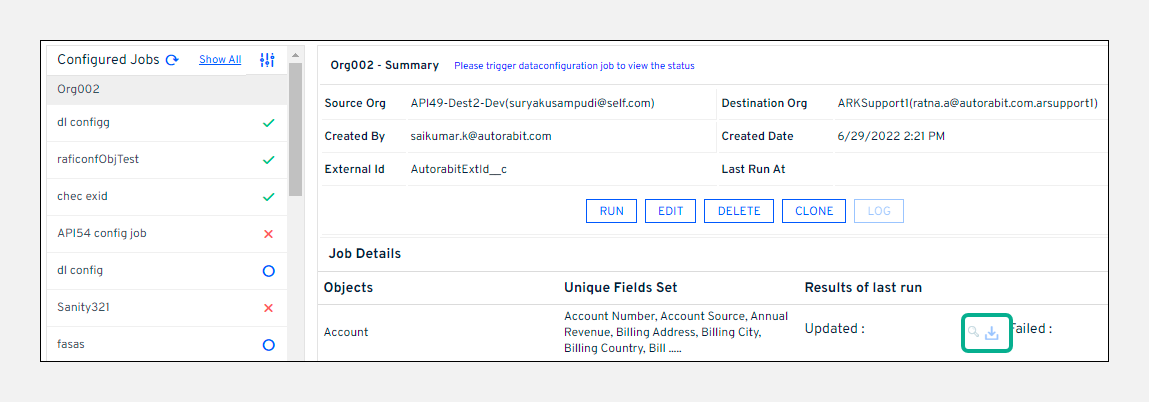 Configured Jobs Show All
Org002
dl configg
raficonfObjTest
chec exid
API54 config job
dl config
Sanity321
fasas
Org002 - Summary Please trigger dataconfiguration job to view the status
Source Org API49-Dest2-Dev(suryakusampudi@self.com) Destination Org ARKSupport1(ratna.a@autorabit.com.arsupport1)
Created By saikumar.k@autorabit.com Created Date 6/29/2022 2:21 PM
External Id AutorabitExtId__c Last Run At
RUN EDIT DELETE CLONE LOG
Job Details
Objects Unique Fields Set Results of last run
Account
Account Number, Account Source, Annual
Revenue, Billing Address, Billing City,
Billing Country, Bill .....
Updated : Failed :